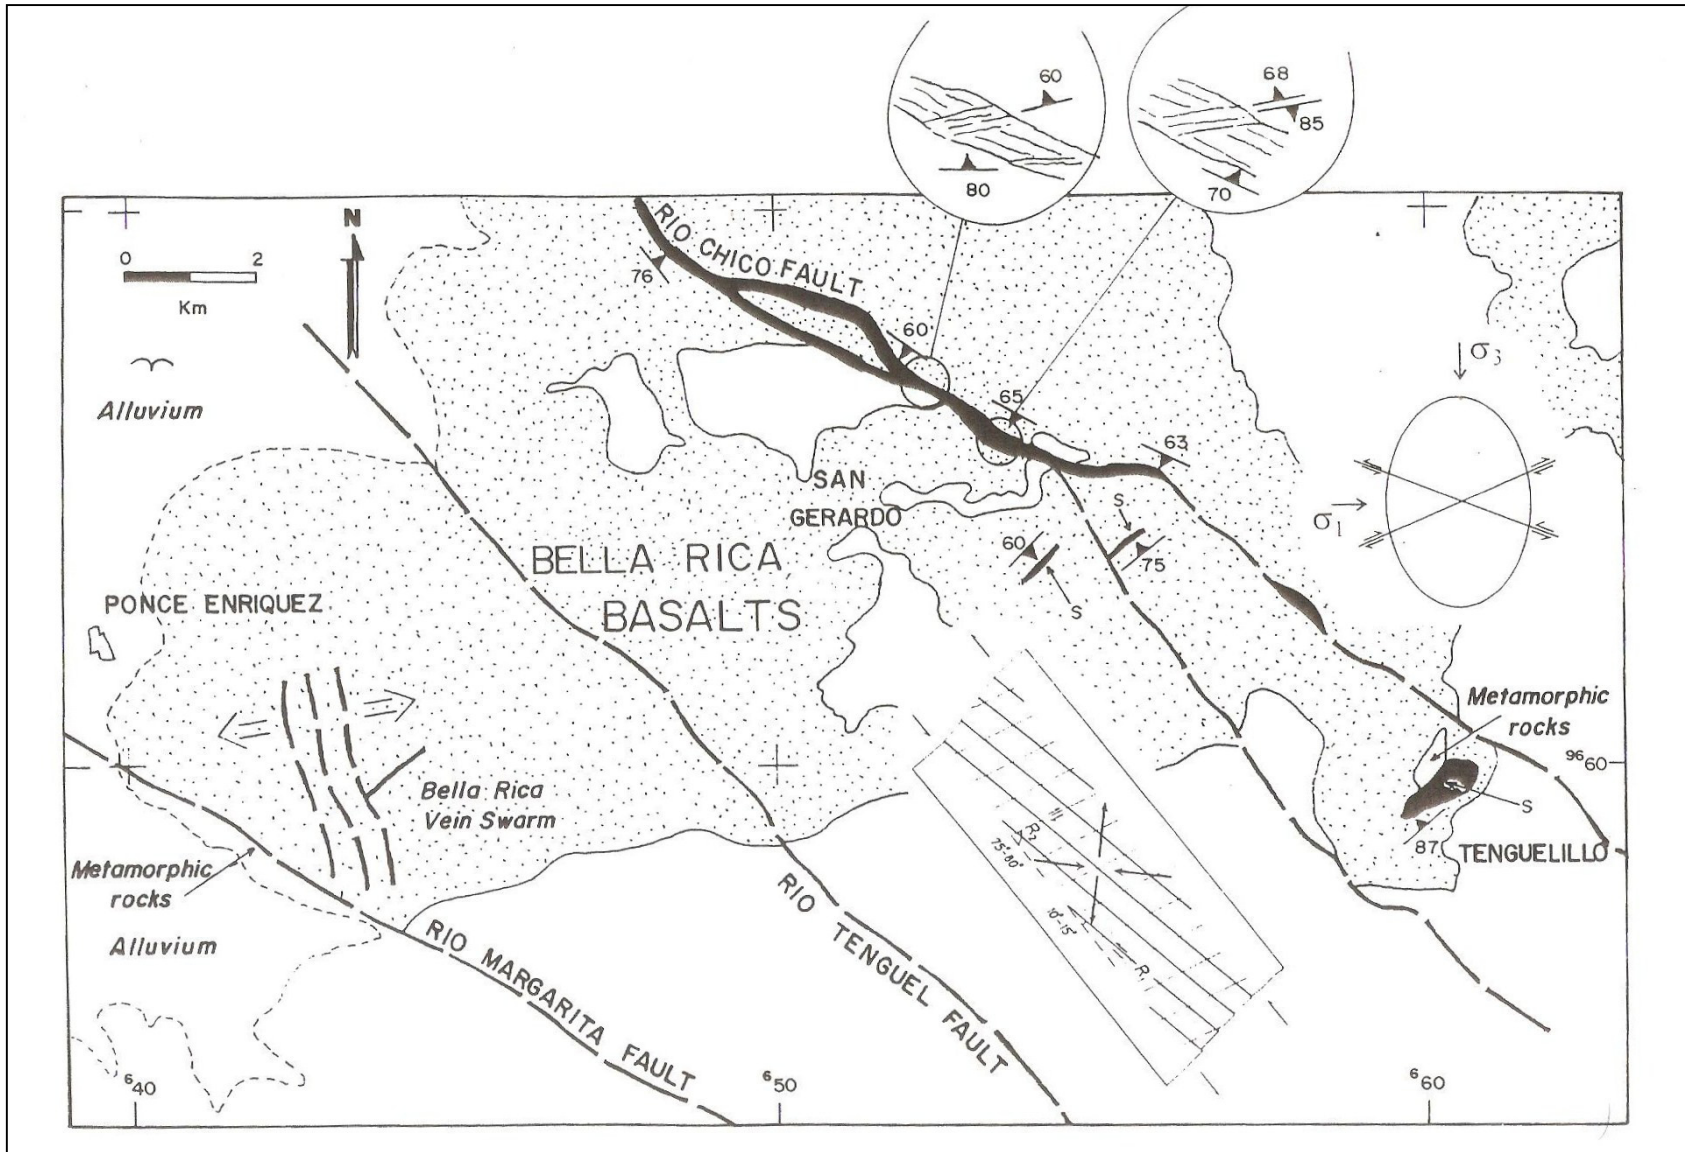 60
80
68
85
70
N
0 2
Km
RIO CHICO FAULT
76
60
65
63
σ3
σ1
Alluvium
SAN
GERARDO
S
60
75
S
BELLA RICA
BASALTS
PONCE ENRIQUEZ
Metamorphic
rocks
9660
Bella Rica
Vein Swarm
R2
75°-80°
10°-15°
R1
S
87
TENGUELILLO
Metamorphic
rocks
Alluvium
RIO MARGARITA FAULT
RIO TENGUEL FAULT
640
650
660